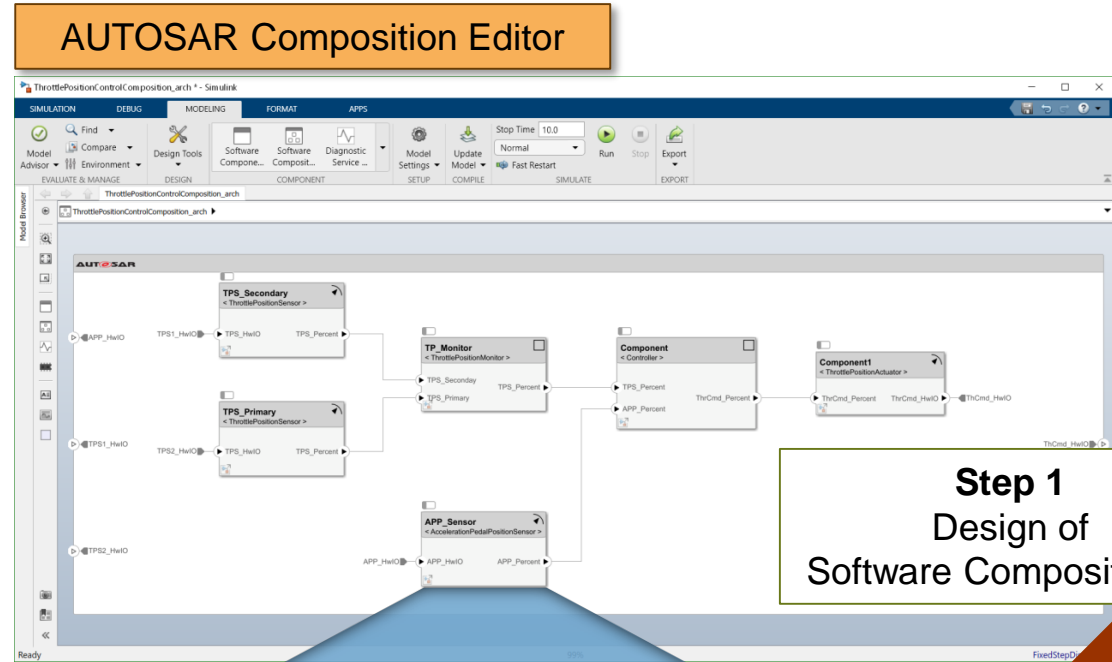 AUTOSAR Composition Editor
ThrottlePositionControlComposition_arch * - Simulink
SIMULATION DEBUG MODELING FORMAT APPS
Find
Compare
Environment
Model
Advisor
Design Tools
Software
Compone...
Software
Composit...
Diagnostic
Service ...
Model
Settings
Update
Model
Stop Time 10.0
Normal
Fast Restart
Run
Stop
Export
EVALUATE & MANAGE DESIGN COMPONENT SETUP COMPILE SIMULATE EXPORT
Model Browser
ThrottlePositionControlComposition_arch
ThrottlePositionControlComposition_arch
AUTOSAR
TPS_Secondary
< ThrottlePositionSensor >
APP_HwIO
TPS1_HwIO
TPS_HwIO TPS_Percent
TP_Monitor
< ThrottlePositionMonitor >
TPS_Seconday
TPS_Primary
TPS_Percent
Component
< Controller >
TPS_Percent
APP_Percent
ThrCmd_Percent
Component1
< ThrottlePositionActuator >
ThrCmd_Percent ThrCmd_HwIO
ThCmd_HwIO
TPS_Primary
< ThrottlePositionSensor >
TPS1_HwIO
TPS2_HwIO
TPS_HwIO TPS_Percent
ThCmd_HwIO
APP_Sensor
< AccelerationPedalPositionSensor >
TPS2_HwIO
APP_HwIO
APP_HwIO APP_Percent
Step 1
Design of
Software
Ready